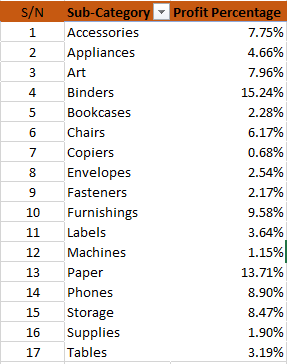 S/N Sub-Category Profit Percentage
1 Accessories 7.75%
2 Appliances 4.66%
3 Art 7.96%
4 Binders 15.24%
5 Bookcases 2.28%
6 Chairs 6.17%
7 Copiers 0.68%
8 Envelopes 2.54%
9 Fasteners 2.17%
10 Furnishings 9.58%
11 Labels 3.64%
12 Machines 1.15%
13 Paper 13.71%
14 Phones 8.90%
15 Storage 8.47%
16 Supplies 1.90%
17 Tables 3.19%